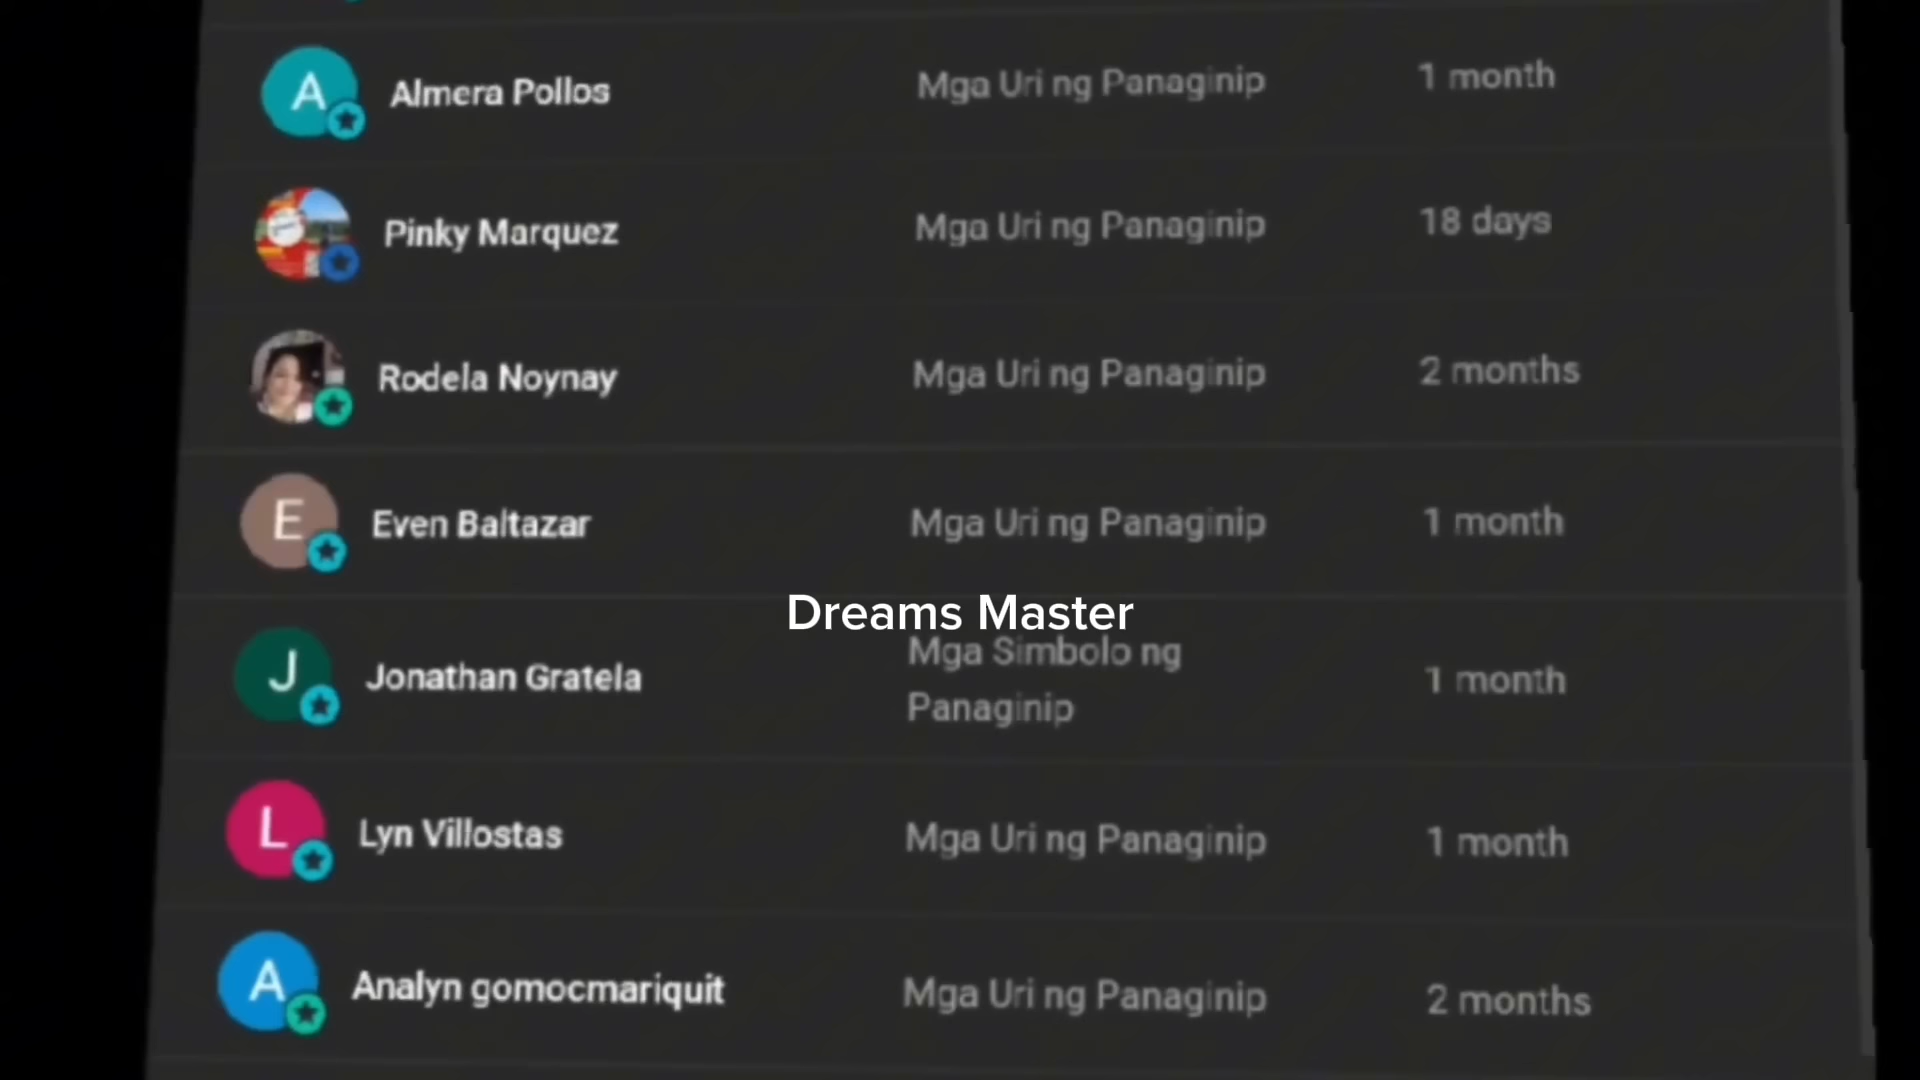 A Almera Pollos Mga Uri ng Panaginip 1 month
Pinky Marquez Mga Uri ng Panaginip 18 days
Rodela Noynay Mga Uri ng Panaginip 2 months
E Even Baltazar Mga Uri ng Panaginip 1 month
Dreams Master
J Jonathan Gratela Mga Simbolo ng Panaginip 1 month
L Lyn Villostas Mga Uri ng Panaginip 1 month
A Analyn gomocmariquit Mga Uri ng Panaginip 2 months